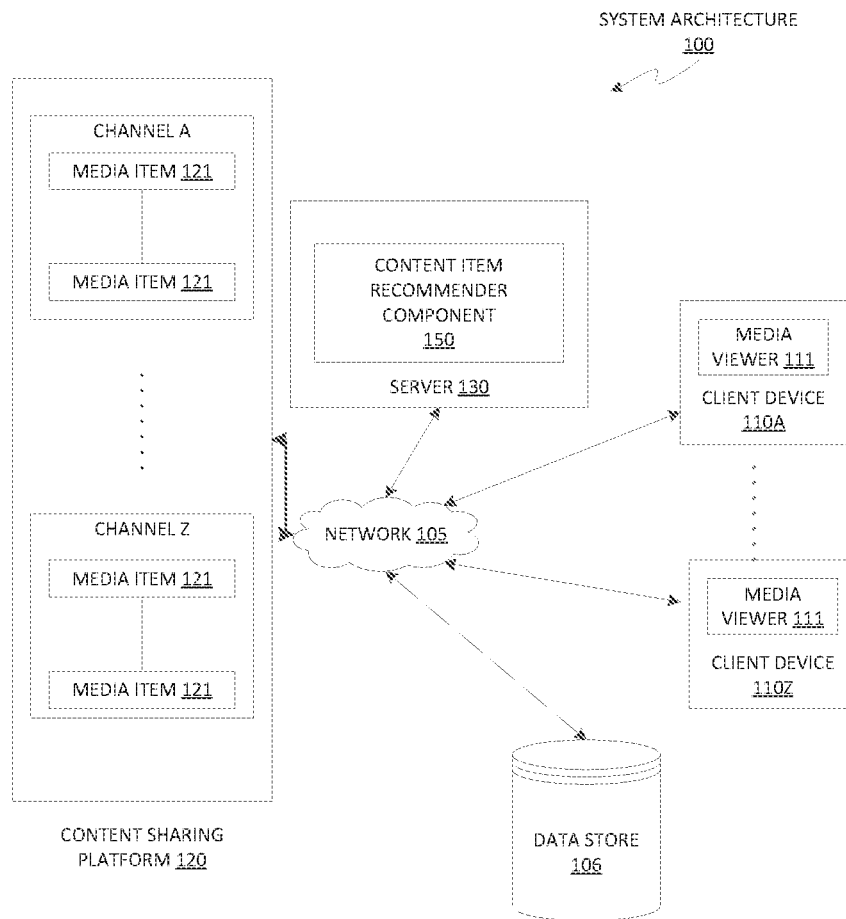 SYSTEM ARCHITECTURE
100
CHANNEL A
MEDIA ITEM 121
MEDIA ITEM 121
CHANNEL Z
MEDIA ITEM 121
MEDIA ITEM 121
CONTENT SHARING
PLATFORM 120
CONTENT ITEM
RECOMMENDER
COMPONENT
150
SERVER 130
NETWORK 105
MEDIA
VIEWER 111
CLIENT DEVICE
110A
MEDIA
VIEWER 111
CLIENT DEVICE
110Z
DATA STORE
106